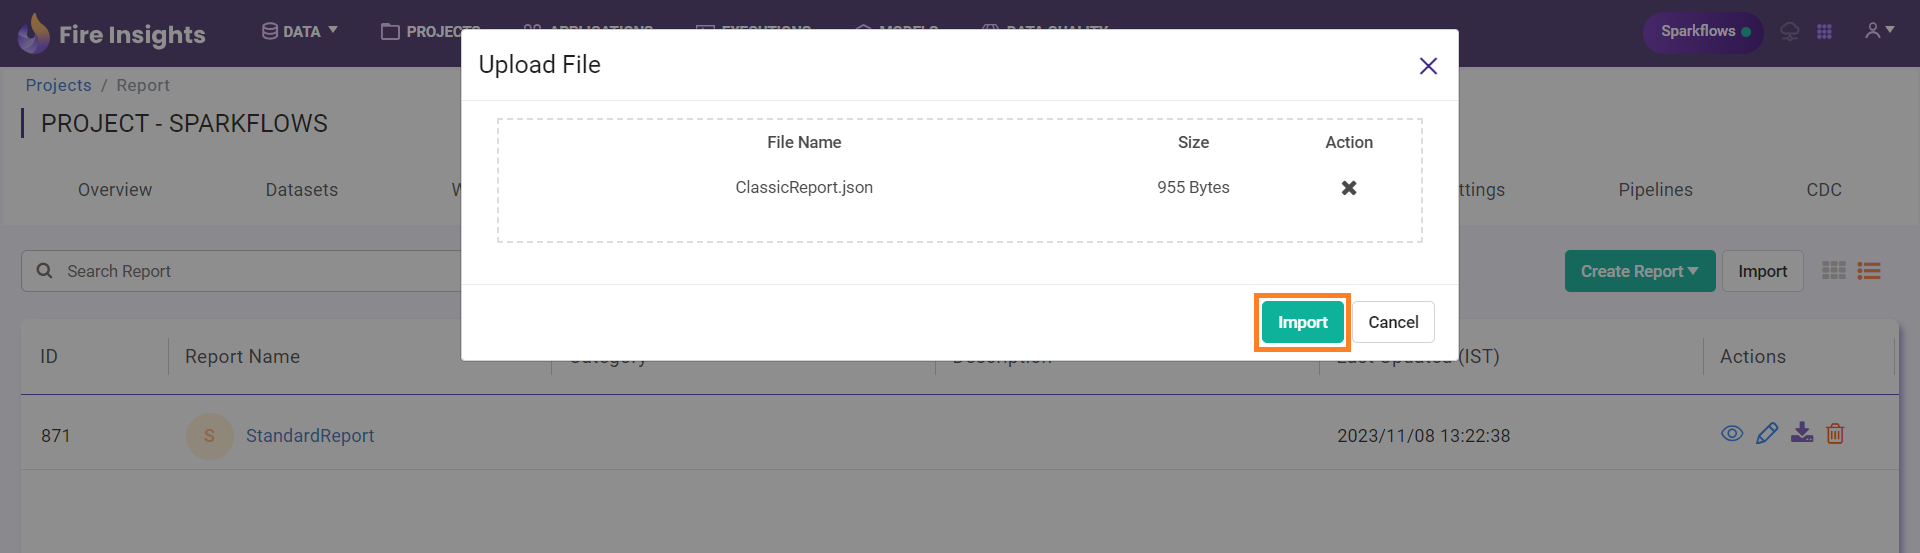 Fire Insights
DATA
PROJECTS
APPLICATIONS
EXECUTIONS
MODELS
DATA QUALITY
Sparkflows
Upload File
Projects / Report
PROJECT - SPARKFLOWS
File Name Size Action
ClassicReport.json 955 Bytes
Overview Datasets W ttings Pipelines CDC
Search Report
Create Report
Import
Import Cancel
ID Report Name Category Description Last Updated (IST) Actions
871 S StandardReport 2023/11/08 13:22:38